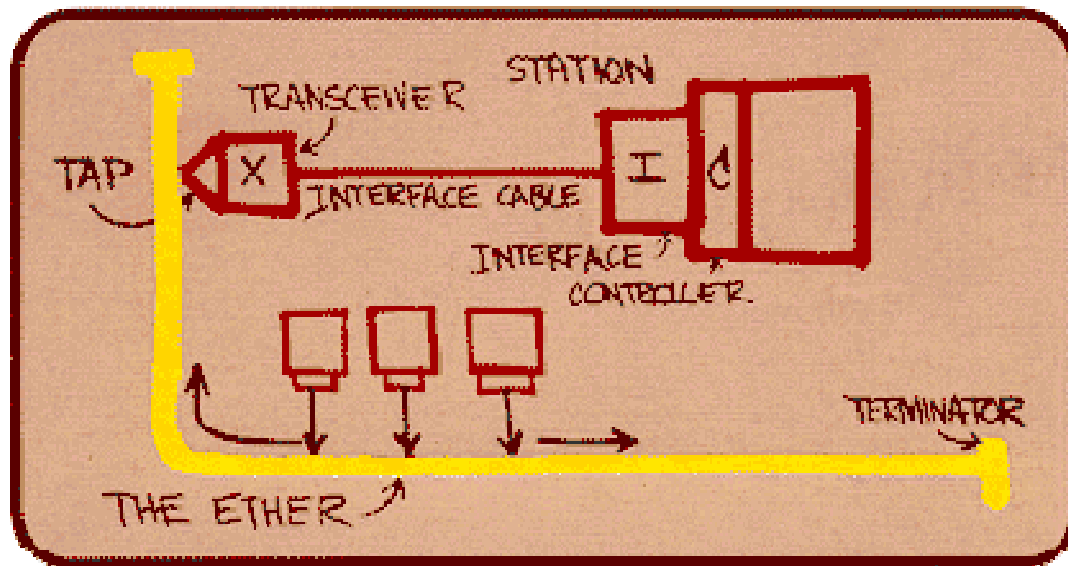 STATION
TRANSCEIVER
TAP
X
I
C
INTERFACE CABLE
INTERFACE
CONTROLLER.
TERMINATOR
THE ETHER